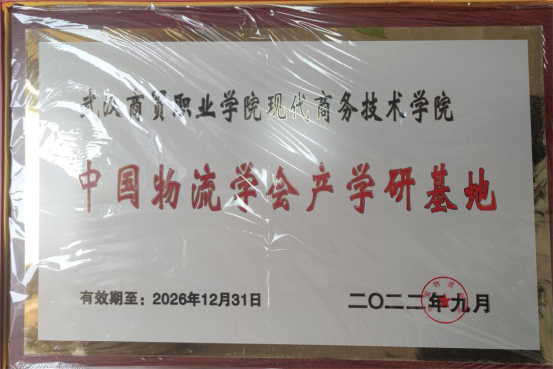 武汉商贸职业学院现代商务技术学院
中国物流学会产学研基地
有效期至：2026年12月31日
二〇二二年九月